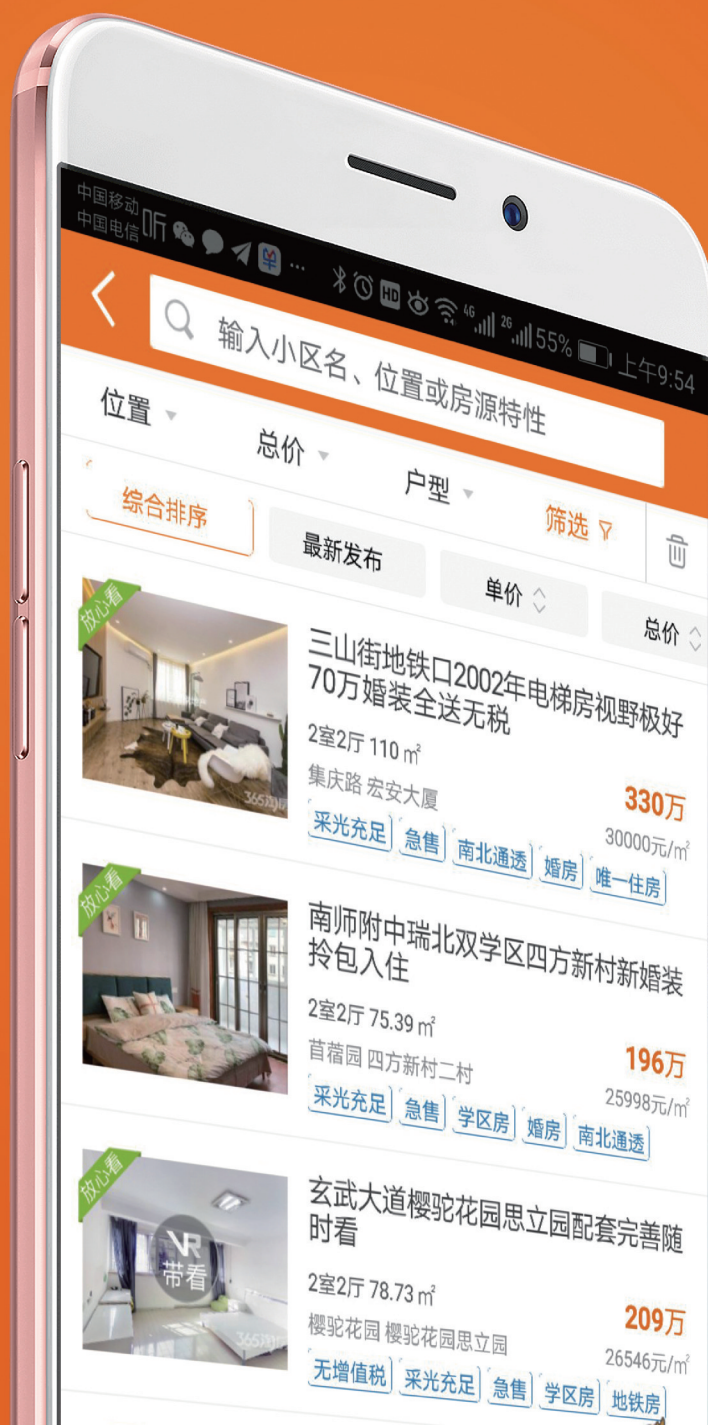 中国移动
中国电信
听 HD 4G 2G 55% 上午9:54
输入小区名、位置或房源特性
位置 总价 户型 筛选
综合排序 最新发布 单价 总价
放心看
三山街地铁口2002年电梯房视野极好
70万婚装全送无税
2室2厅 110㎡
集庆路 宏安大厦
330万
30000元/㎡
采光充足 急售 南北通透 婚房 唯一住房
放心看
南师附中瑞北双学区四方新村新婚装
拎包入住
2室2厅 75.39㎡
苜蓿园 四方新村二村
196万
25998元/㎡
采光充足 急售 学区房 婚房 南北通透
放心看
VR
带看
玄武大道樱驼花园思立园配套完善随
时看
2室2厅 78.73㎡
樱驼花园 樱驼花园思立园
209万
26546元/㎡
无增值税 采光充足 急售 学区房 地铁房